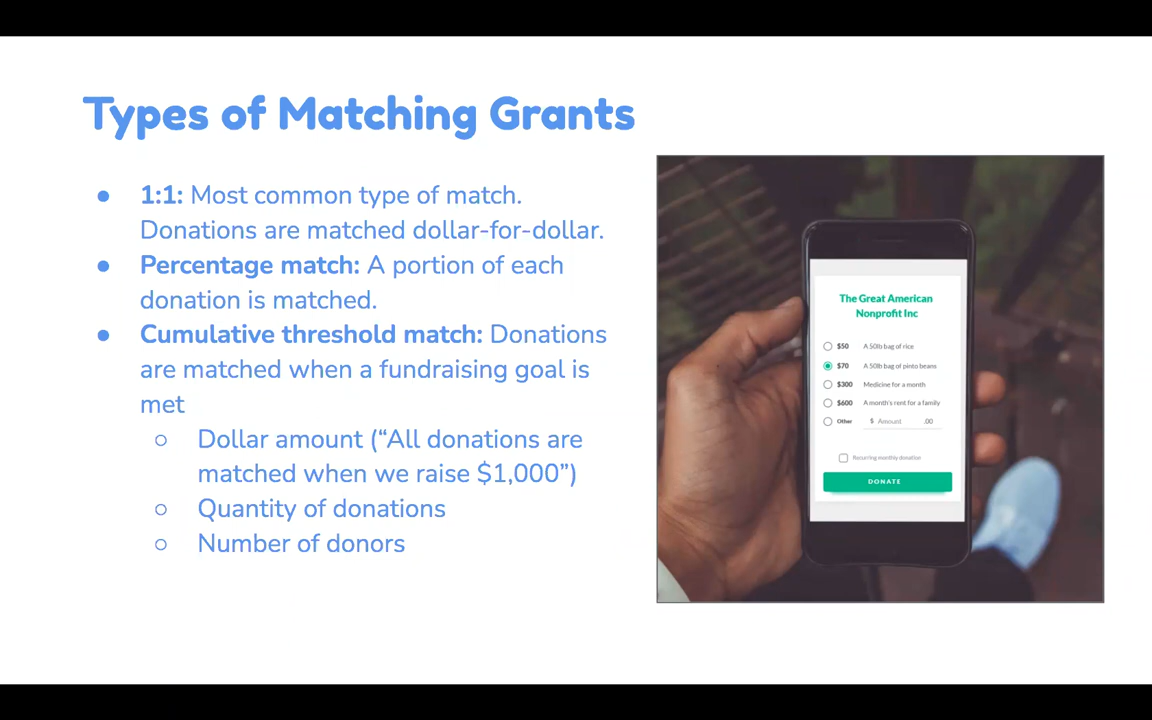 Types of Matching Grants
● 1:1: Most common type of match.
Donations are matched dollar-for-dollar.
● Percentage match: A portion of each
donation is matched.
● Cumulative threshold match: Donations
are matched when a fundraising goal is
met
○ Dollar amount (“All donations are
matched when we raise $1,000”)
○ Quantity of donations
○ Number of donors
The Great American
Nonprofit Inc
$50 A 50lb bag of rice
$70 A 50lb bag of pinto beans
$300 Medicine for a month
$600 A month's rent for a family
Other $ Amount .00
Recurring monthly donation
DONATE